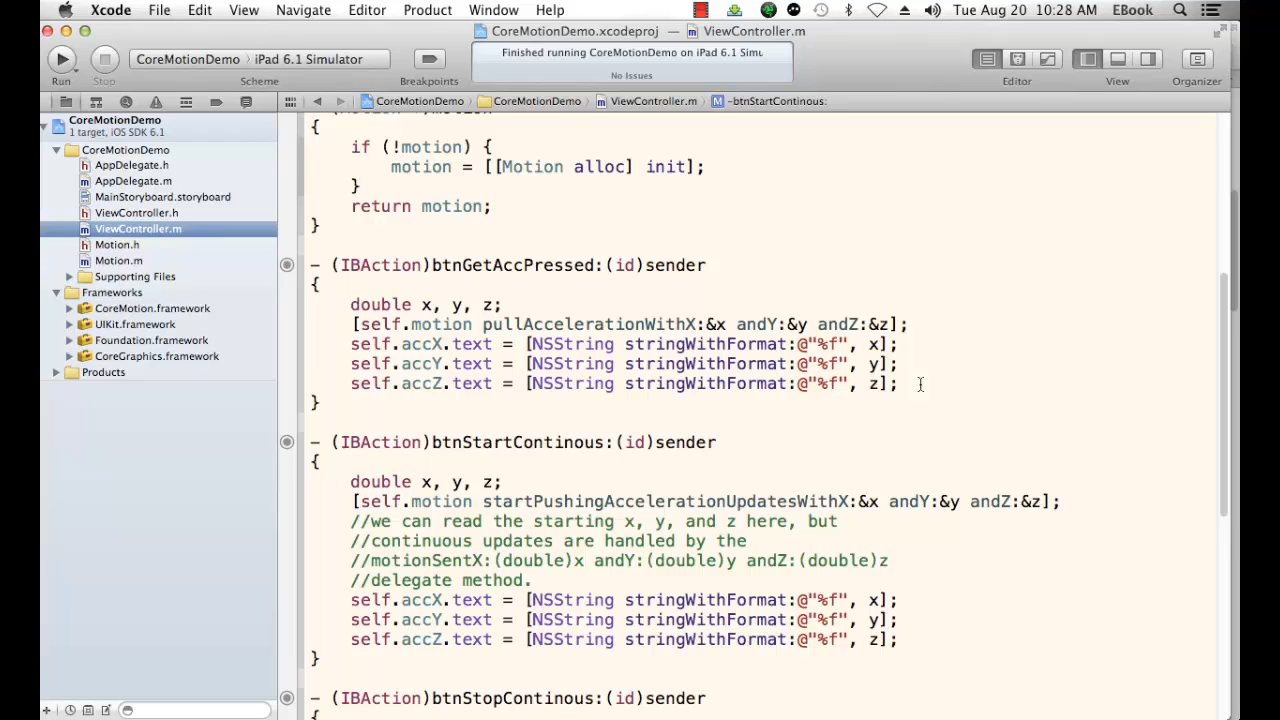 Xcode File Edit View Navigate Editor Product Window Help Tue Aug 20 10:28 AM EBook
CoreMotionDemo.xcodeproj — ViewController.m
CoreMotionDemo › iPad 6.1 Simulator
Finished running CoreMotionDemo on iPad 6.1 Simu
No Issues
Run Stop Scheme Breakpoints Editor View Organizer
CoreMotionDemo CoreMotionDemo ViewController.m -btnStartContinous:
CoreMotionDemo
1 target, iOS SDK 6.1
CoreMotionDemo
AppDelegate.h
AppDelegate.m
MainStoryboard.storyboard
ViewController.h
ViewController.m
Motion.h
Motion.m
Supporting Files
Frameworks
CoreMotion.framework
UIKit.framework
Foundation.framework
CoreGraphics.framework
Products
{
if (!motion) {
motion = [[Motion alloc] init];
}
return motion;
}
- (IBAction)btnGetAccPressed:(id)sender
{
double x, y, z;
[self.motion pullAccelerationWithX:&x andY:&y andZ:&z];
self.accX.text = [NSString stringWithFormat:@"%f", x];
self.accY.text = [NSString stringWithFormat:@"%f", y];
self.accZ.text = [NSString stringWithFormat:@"%f", z];
}
- (IBAction)btnStartContinous:(id)sender
{
double x, y, z;
[self.motion startPushingAccelerationUpdatesWithX:&x andY:&y andZ:&z];
//we can read the starting x, y, and z here, but
//continuous updates are handled by the
//motionSentX:(double)x andY:(double)y andZ:(double)z
//delegate method.
self.accX.text = [NSString stringWithFormat:@"%f", x];
self.accY.text = [NSString stringWithFormat:@"%f", y];
self.accZ.text = [NSString stringWithFormat:@"%f", z];
}
- (IBAction)btnStopContinous:(id)sender
{